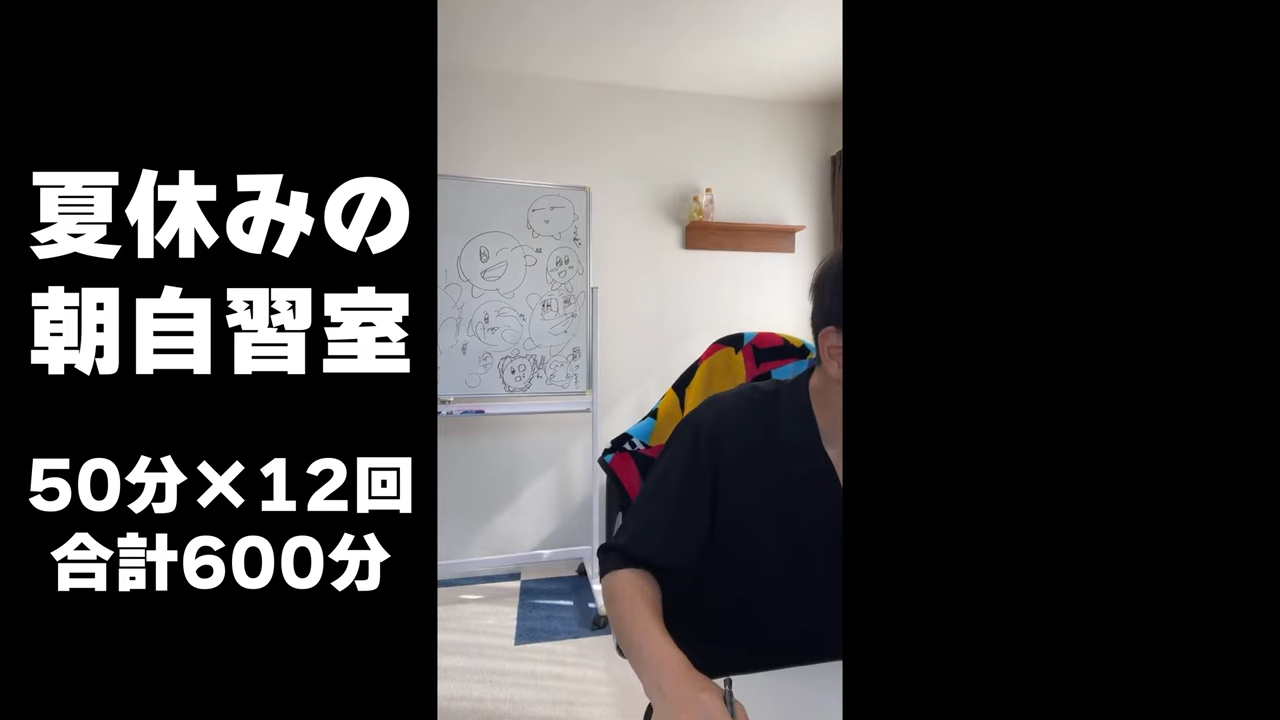 夏休みの
朝自習室
50分×12回
合計600分